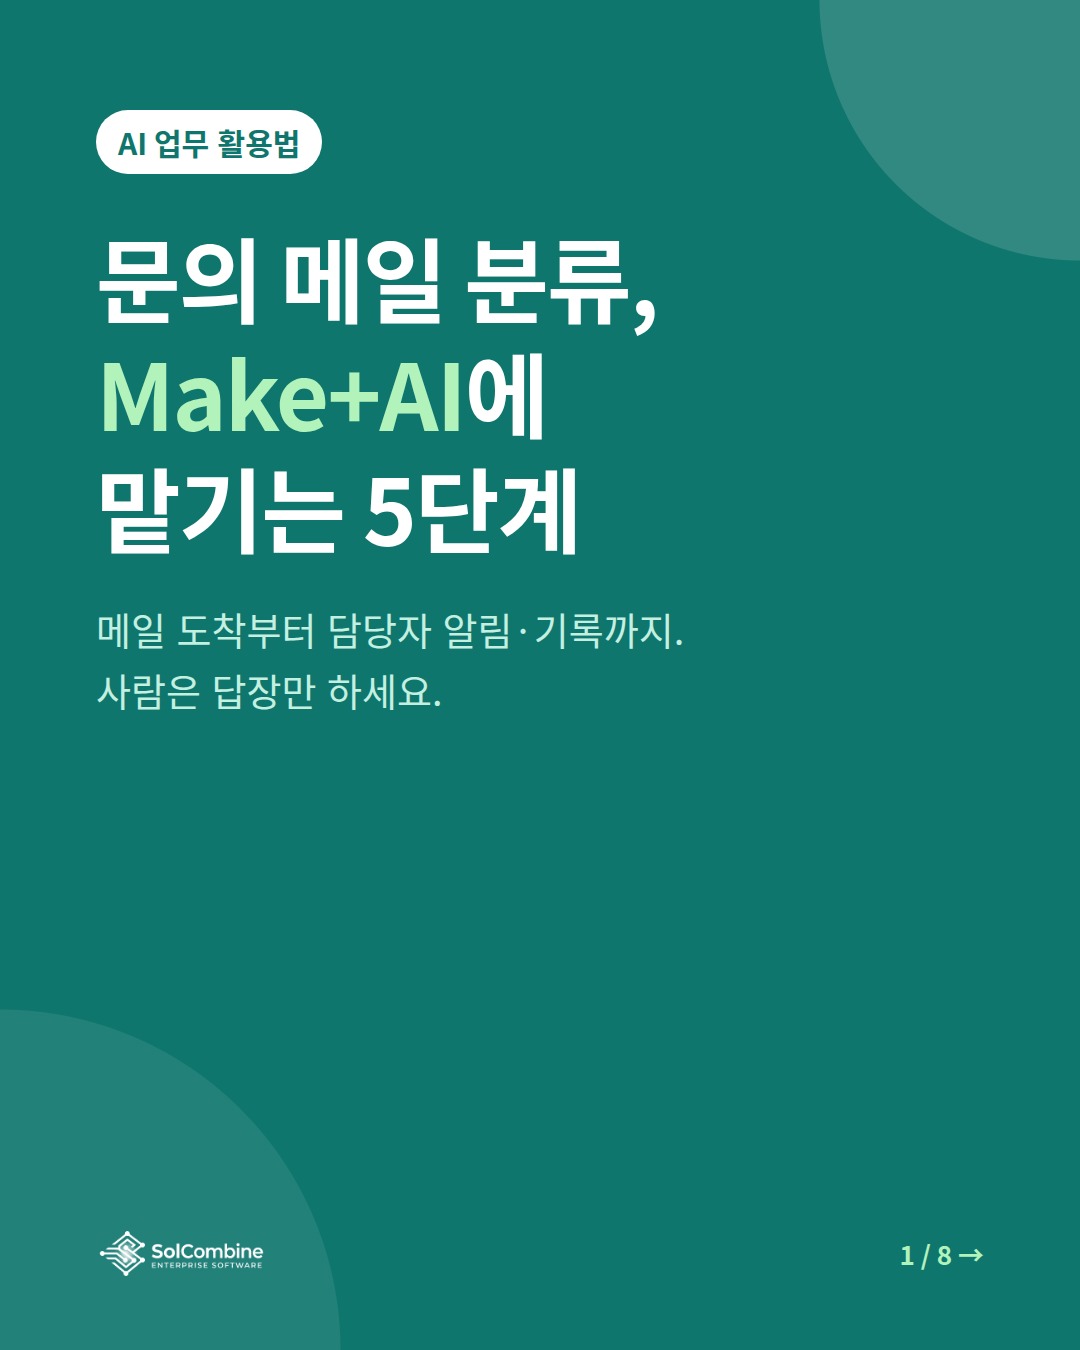 AI 업무 활용법
문의 메일 분류,
Make+AI에
맡기는 5단계
메일 도착부터 담당자 알림·기록까지.
사람은 답장만 하세요.
SolCombine
ENTERPRISE SOFTWARE
1 / 8 →